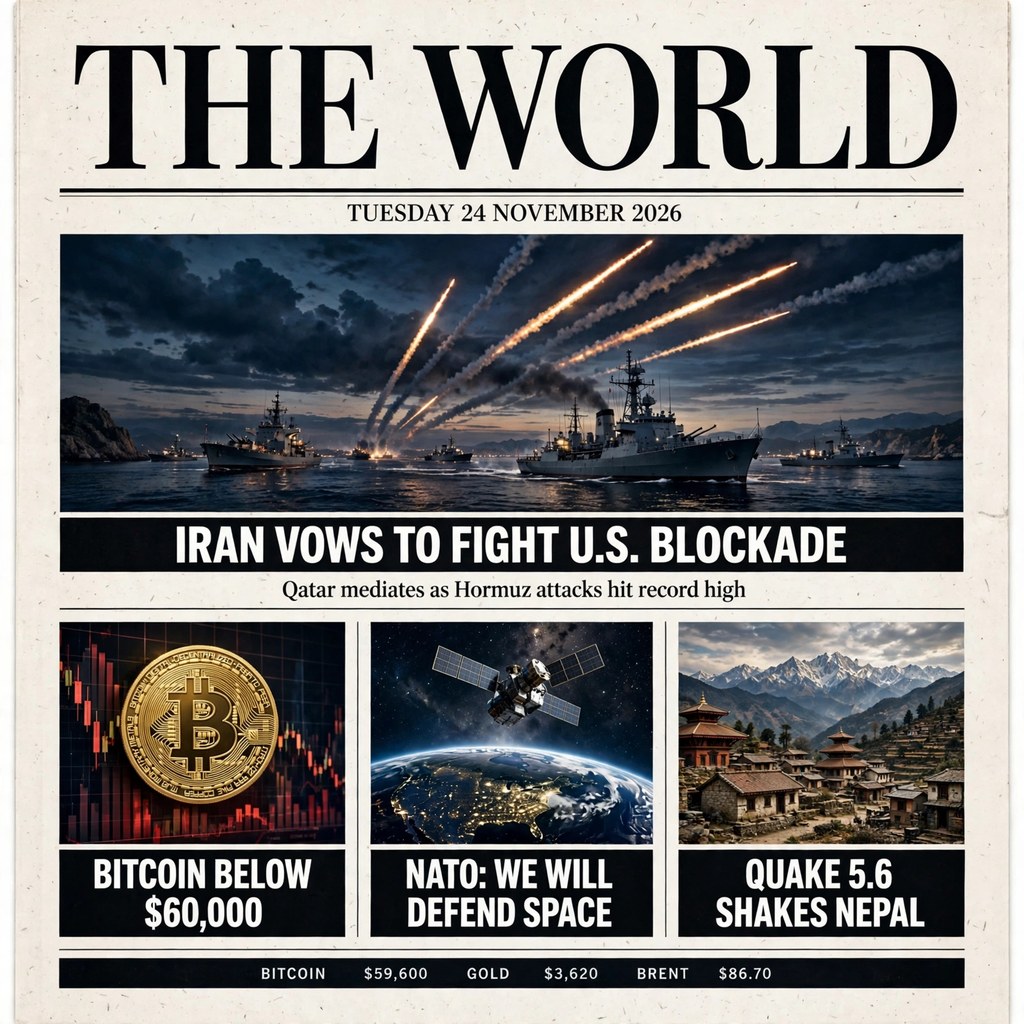 THE WORLD
TUESDAY 24 NOVEMBER 2026
IRAN VOWS TO FIGHT U.S. BLOCKADE
Qatar mediates as Hormuz attacks hit record high
BITCOIN BELOW
$60,000
NATO: WE WILL
DEFEND SPACE
QUAKE 5.6
SHAKES NEPAL
BITCOIN $59,600 GOLD $3,620 BRENT $86.70